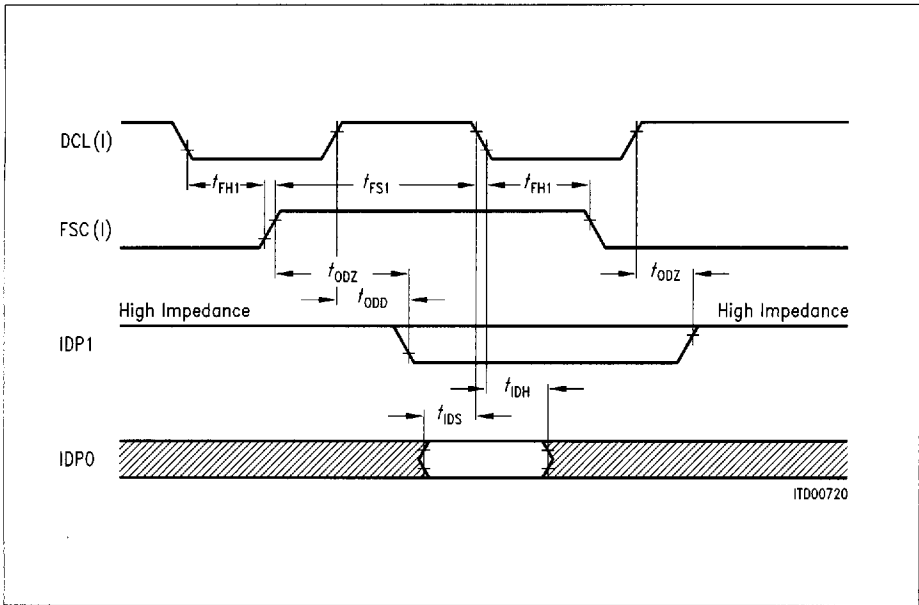 DCL(I)
tFH1 tFS1 tFH1
FSC(I)
tODZ tODZ
tODD
High Impedance High Impedance
IDP1
tIDH
tIDS
IDP0
ITD00720